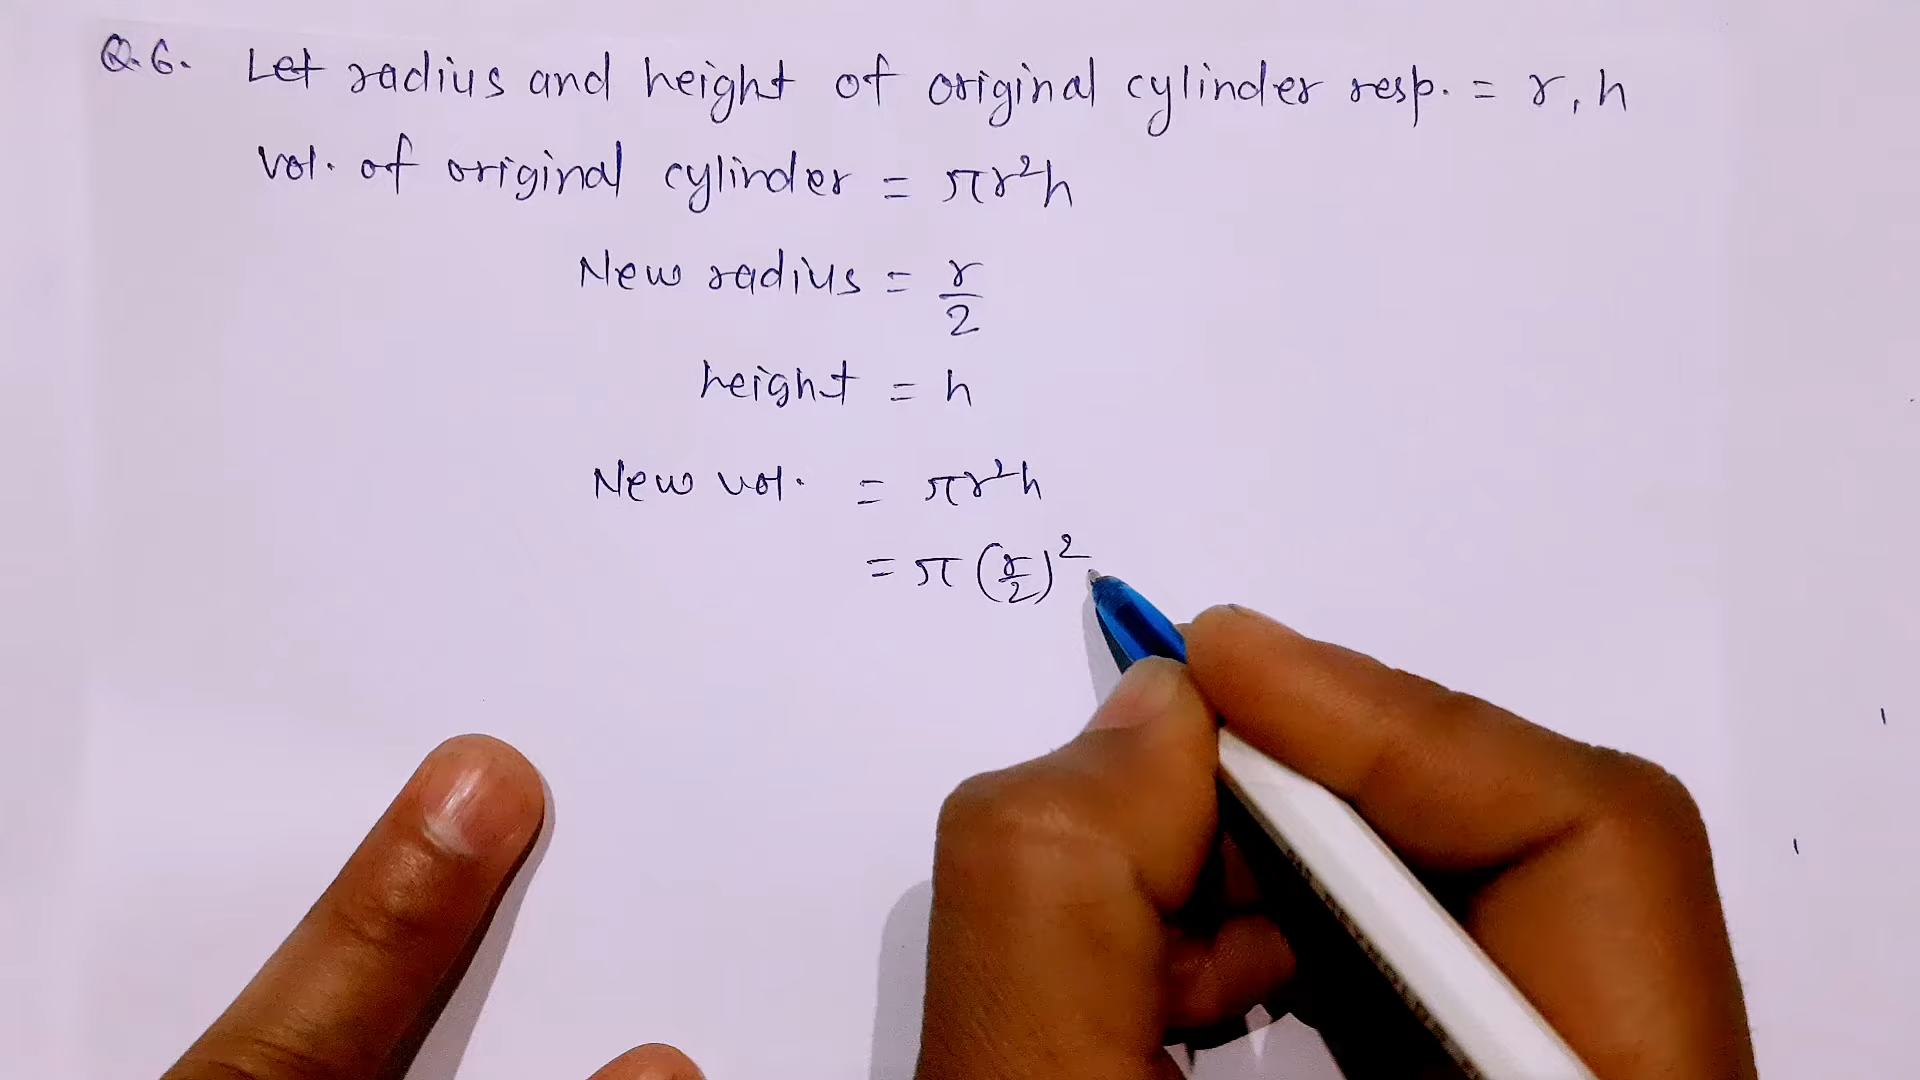 Q.6. Let radius and height of original cylinder resp. = r, h
Vol. of original cylinder = πr²h
New radius = r/2
height = h
New vol. = πr²h
= π(r/2)²